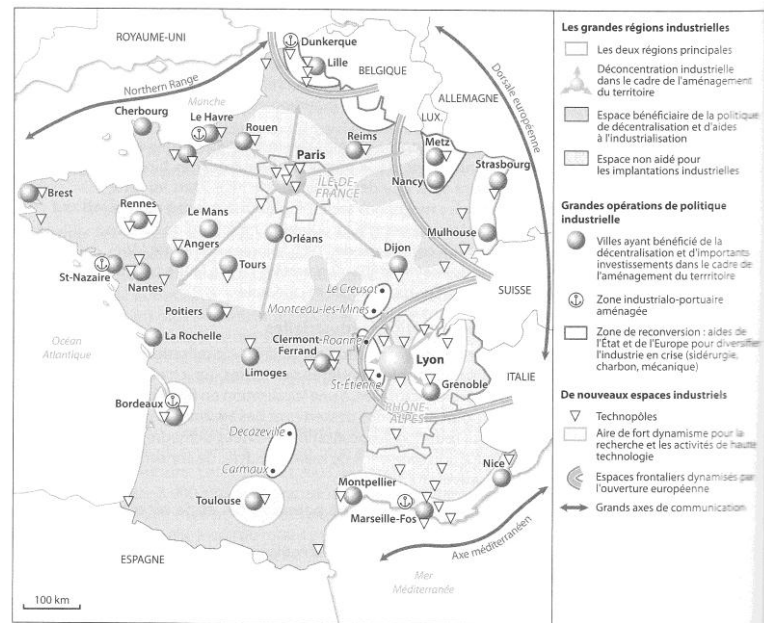 ROYAUME-UNI
Dunkerque
Lille
BELGIQUE
Northern Range
Dorsale européenne
ALLEMAGNE
LUX.
Manche
Cherbourg
Le Havre
Rouen
Reims
Metz
Paris
Strasbourg
ILE-DE-
FRANCE
Nancy
Brest
Rennes
Le Mans
Mulhouse
Orléans
Angers
Dijon
St-Nazaire
Tours
Nantes
Le Creusot
SUISSE
Montceau-les-Mines
Poitiers
Océan
Atlantique
La Rochelle
Clermont-
Ferrand
Roanne
Lyon
Limoges
St-Etienne
Grenoble
ITALIE
RHÔNE-
ALPES
Bordeaux
Decazeville
Carmaux
Nice
Montpellier
Toulouse
Marseille-Fos
Axe méditerranéen
ESPAGNE
Mer
Méditerranée
100 km
Les grandes régions industrielles
Les deux régions principales
Déconcentration industrielle
dans le cadre de l'aménagement
du territoire
Espace bénéficiaire de la politique
de décentralisation et d'aides
à l'industrialisation
Espace non aidé pour
les implantations industrielles
Grandes opérations de politique
industrielle
Villes ayant bénéficié de la
décentralisation et d'importants
investissements dans le cadre de
l'aménagement du territoire
Zone industrialo-portuaire
aménagée
Zone de reconversion : aides de
l'État et de l'Europe pour diversifier
l'industrie en crise (sidérurgie,
charbon, mécanique)
De nouveaux espaces industriels
Technopôles
Aire de fort dynamisme pour la
recherche et les activités de haute
technologie
Espaces frontaliers dynamisés par
l'ouverture européenne
Grands axes de communication